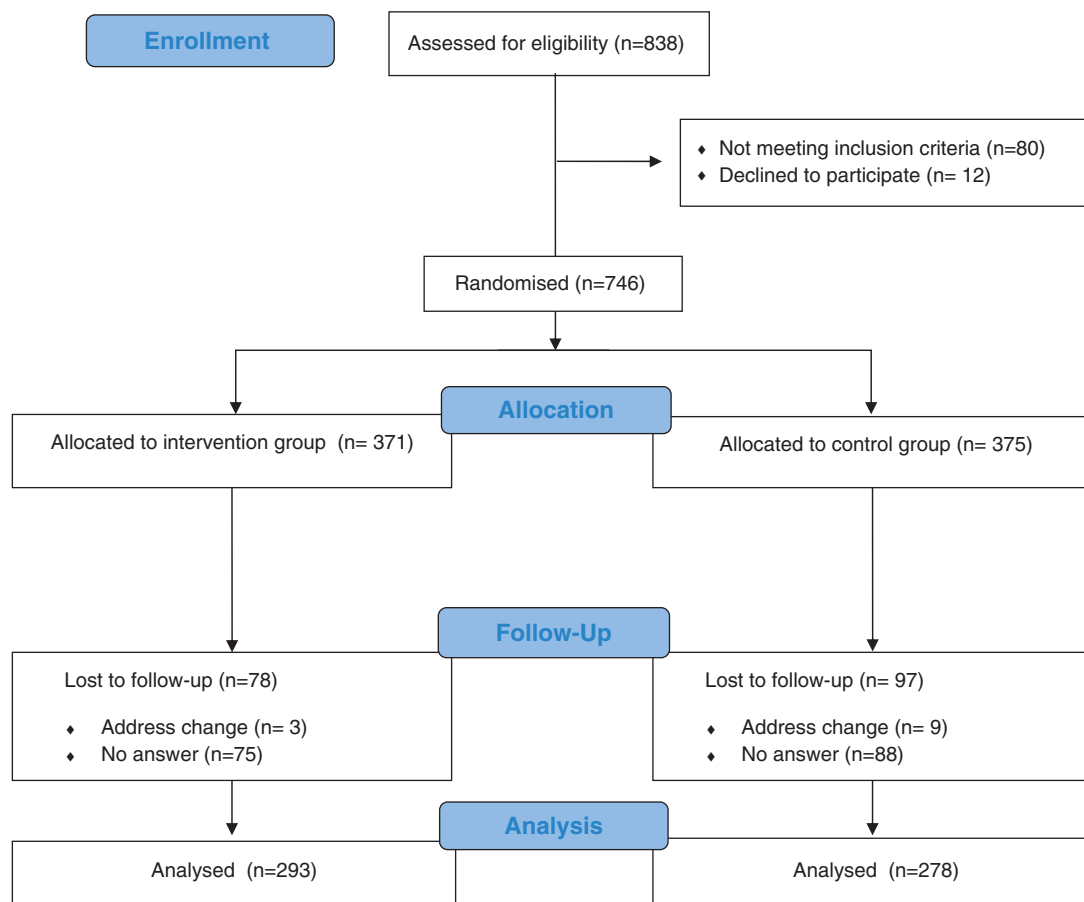 Enrollment
Assessed for eligibility (n=838)
♦ Not meeting inclusion criteria (n=80)
♦ Declined to participate (n= 12)
Randomised (n=746)
Allocation
Allocated to intervention group (n= 371)
Allocated to control group (n= 375)
Follow-Up
Lost to follow-up (n=78)
♦ Address change (n= 3)
♦ No answer (n=75)
Lost to follow-up (n= 97)
♦ Address change (n= 9)
♦ No answer (n=88)
Analysis
Analysed (n=293)
Analysed (n=278)